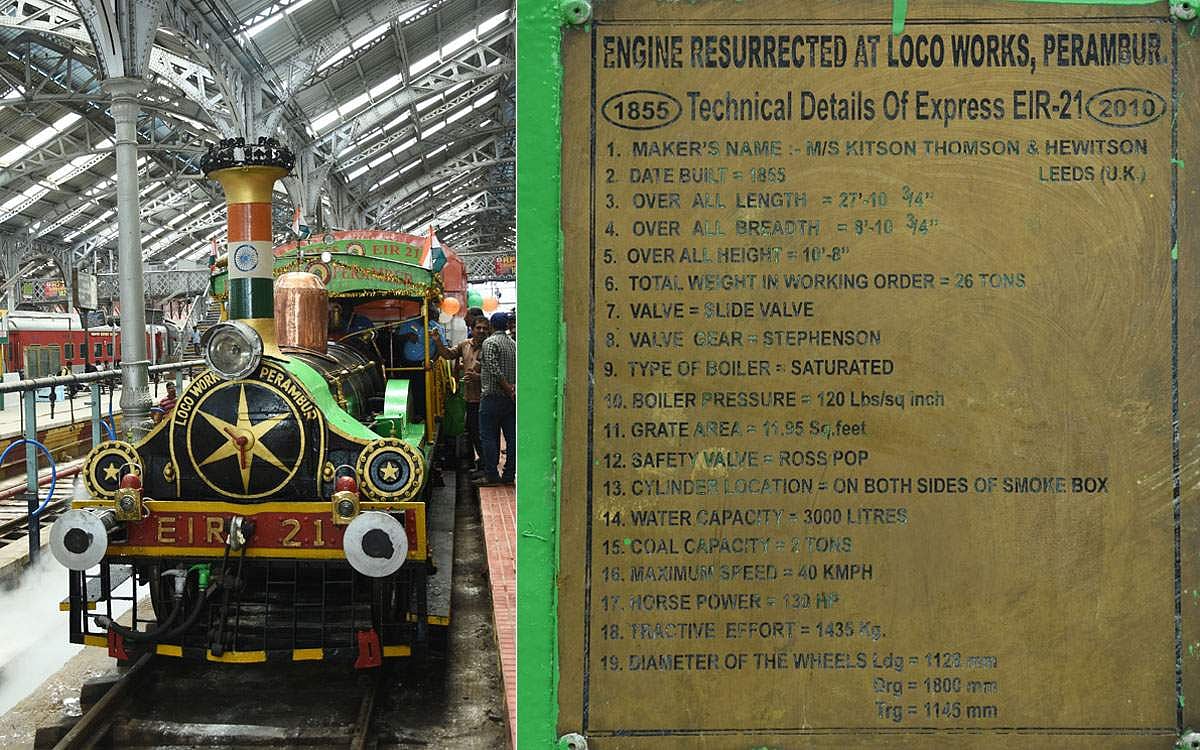 EIR 21
PERAMBUR
LOCO WORKS PERAMBUR
EIR 21
ENGINE RESURRECTED AT LOCO WORKS, PERAMBUR.
1855 Technical Details Of Express EIR-21 2010
1. MAKER'S NAME :- M/S KITSON THOMSON & HEWITSON
2. DATE BUILT = 1855 LEEDS (U.K.)
3. OVER ALL LENGTH = 27'-10 3/4"
4. OVER ALL BREADTH = 8'-10 3/4"
5. OVER ALL HEIGHT = 10'-8"
6. TOTAL WEIGHT IN WORKING ORDER = 26 TONS
7. VALVE = SLIDE VALVE
8. VALVE GEAR = STEPHENSON
9. TYPE OF BOILER = SATURATED
10. BOILER PRESSURE = 120 Lbs/sq inch
11. GRATE AREA = 11.95 Sq.feet
12. SAFETY VALVE = ROSS POP
13. CYLINDER LOCATION = ON BOTH SIDES OF SMOKE BOX
14. WATER CAPACITY = 3000 LITRES
15. COAL CAPACITY = 2 TONS
16. MAXIMUM SPEED = 40 KMPH
17. HORSE POWER = 130 HP
18. TRACTIVE EFFORT = 1435 Kg.
19. DIAMETER OF THE WHEELS Ldg = 1128 mm
Drg = 1800 mm
Trg = 1145 mm